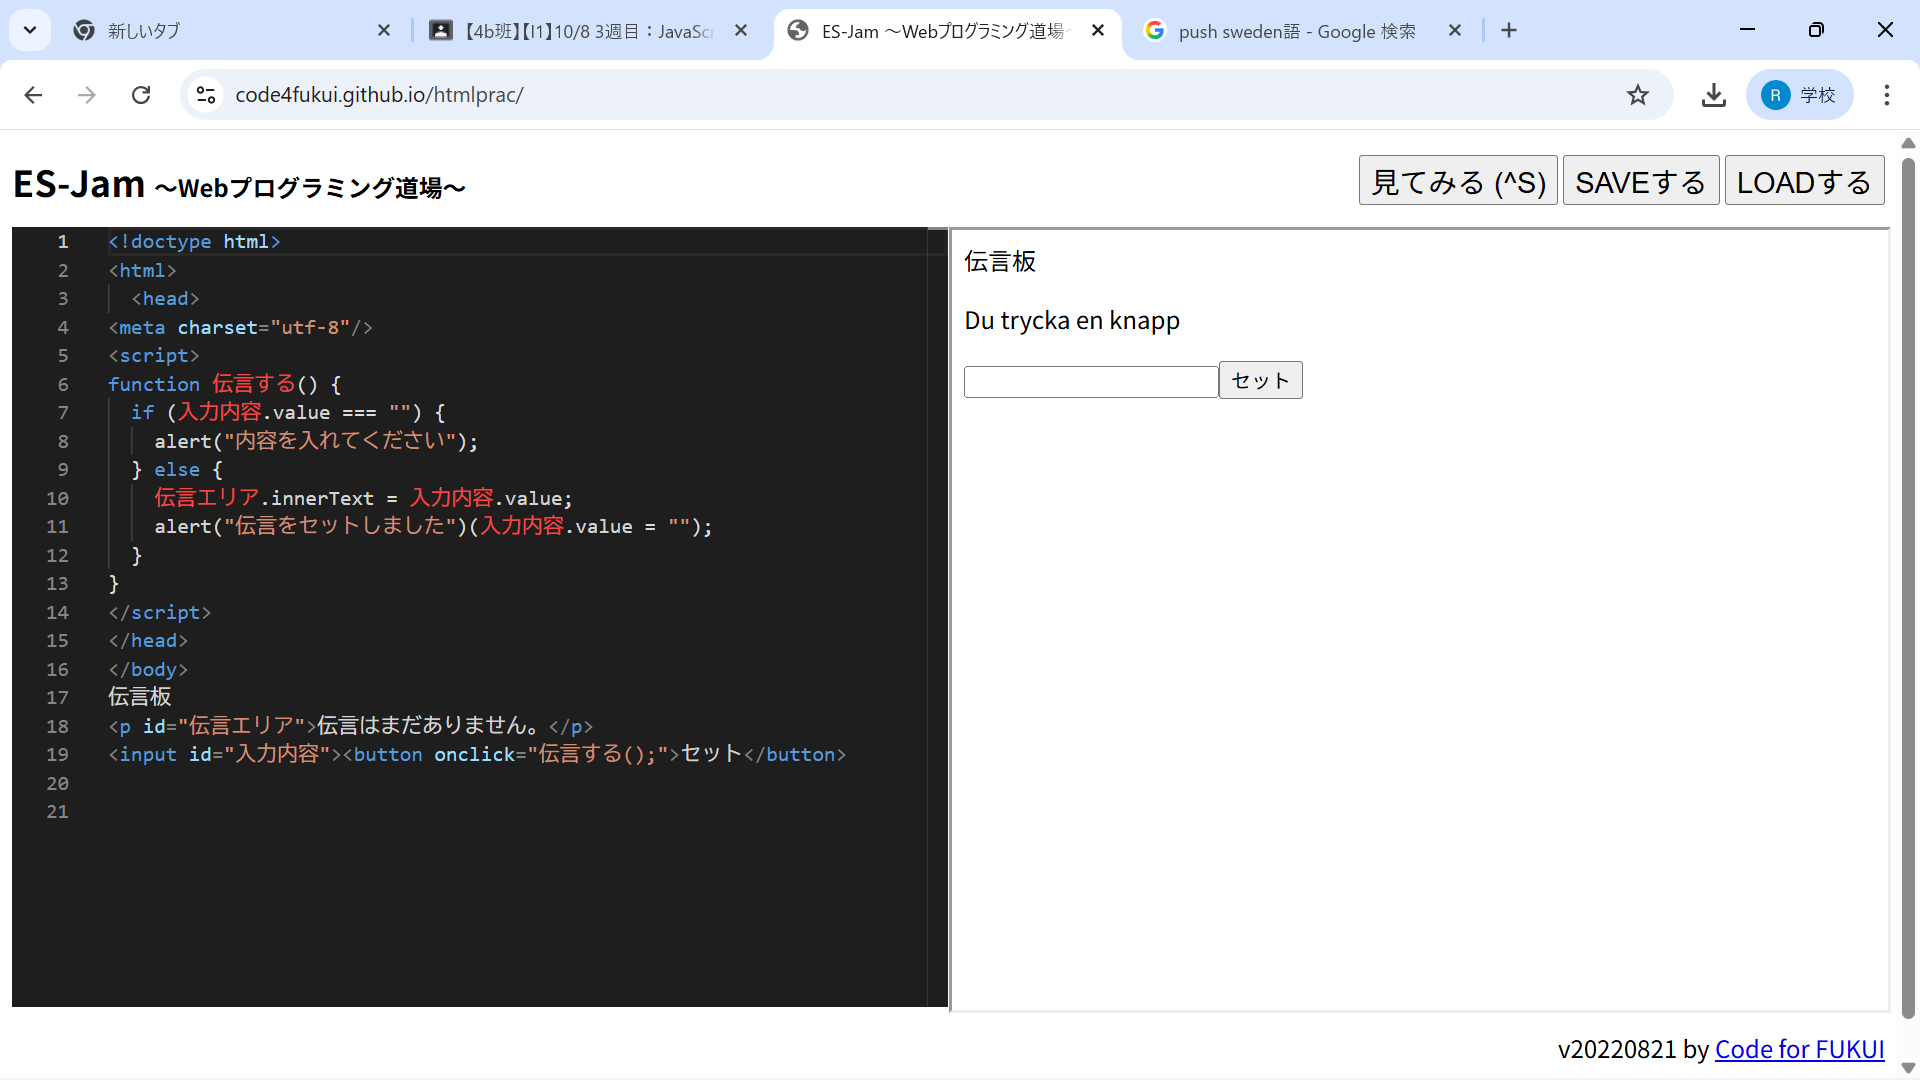 新しいタブ
【4b班】【I1】10/8 3週目：JavaScr
ES-Jam ～Webプログラミング道場～
push sweden語 - Google 検索
code4fukui.github.io/htmlprac/
R 学校
ES-Jam ～Webプログラミング道場～
見てみる (^S) SAVEする LOADする
1 <!doctype html>
2 <html>
3 <head>
4 <meta charset="utf-8"/>
5 <script>
6 function 伝言する() {
7 if (入力内容.value === "") {
8 alert("内容を入れてください");
9 } else {
10 伝言エリア.innerText = 入力内容.value;
11 alert("伝言をセットしました")(入力内容.value = "");
12 }
13 }
14 </script>
15 </head>
16 </body>
17 伝言板
18 <p id="伝言エリア">伝言はまだありません。</p>
19 <input id="入力内容"><button onclick="伝言する();">セット</button>
20
21
伝言板
Du trycka en knapp
セット
v20220821 by Code for FUKUI